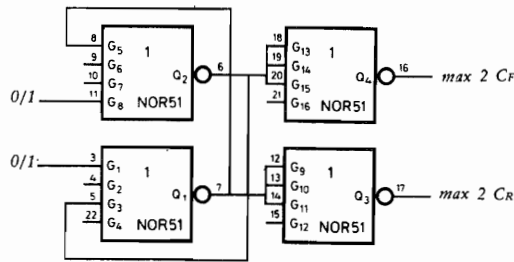 8 G5 1 6
9 G6
10 G7 Q2
11 G8
0/1 NOR51
18 G13 1
19 G14 16
20 G15 Q4 max 2 CF
21 G16
NOR51
0/1 3 G1 1
4 G2 7
5 G3 Q1
22 G4 NOR51
12 G9 1
13 G10 17
14 G11 Q3 max 2 CR
15 G12 NOR51